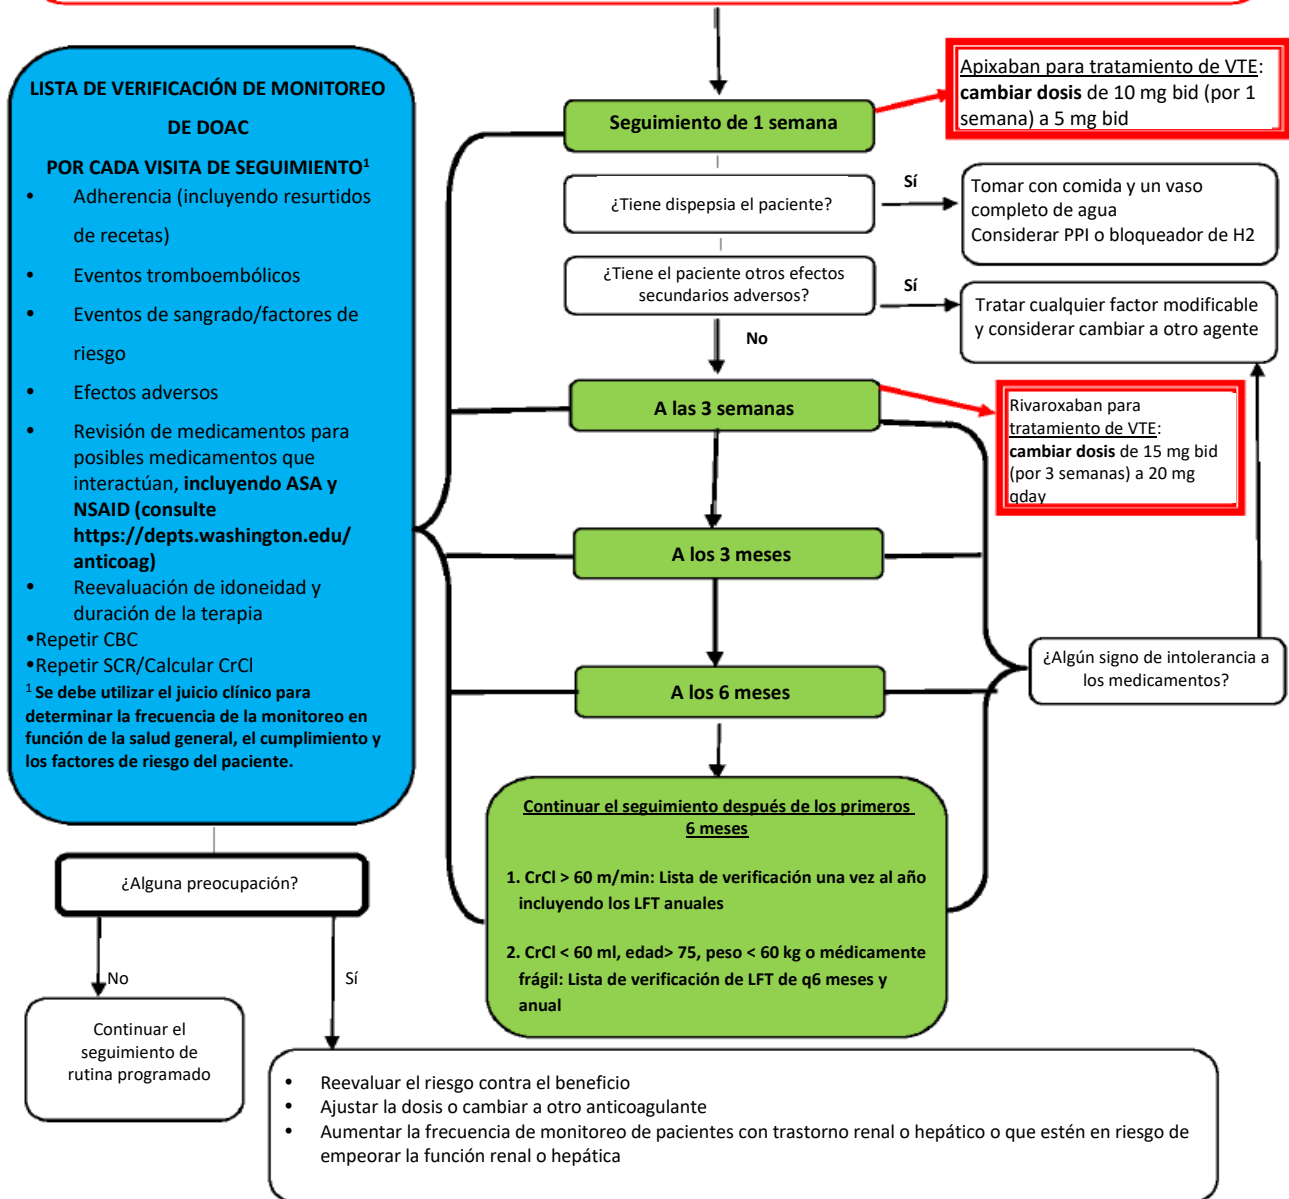 LISTA DE VERIFICACIÓN DE MONITOREO
DE DOAC
POR CADA VISITA DE SEGUIMIENTO¹
• Adherencia (incluyendo resurtidos
de recetas)
• Eventos tromboembólicos
• Eventos de sangrado/factores de
riesgo
• Efectos adversos
• Revisión de medicamentos para
posibles medicamentos que
interactúan, incluyendo ASA y
NSAID (consulte
https://depts.washington.edu/
anticoag)
• Reevaluación de idoneidad y
duración de la terapia
•Repetir CBC
•Repetir SCR/Calcular CrCl
¹ Se debe utilizar el juicio clínico para
determinar la frecuencia de la monitoreo en
función de la salud general, el cumplimiento y
los factores de riesgo del paciente.
¿Alguna preocupación?
No
Sí
Continuar el
seguimiento de
rutina programado
• Reevaluar el riesgo contra el beneficio
• Ajustar la dosis o cambiar a otro anticoagulante
• Aumentar la frecuencia de monitoreo de pacientes con trastorno renal o hepático o que estén en riesgo de
empeorar la función renal o hepática
Seguimiento de 1 semana
Apixaban para tratamiento de VTE:
cambiar dosis de 10 mg bid (por 1
semana) a 5 mg bid
¿Tiene dispepsia el paciente?
Sí
Tomar con comida y un vaso
completo de agua
Considerar PPI o bloqueador de H2
¿Tiene el paciente otros efectos
secundarios adversos?
Sí
Tratar cualquier factor modificable
y considerar cambiar a otro agente
No
A las 3 semanas
Rivaroxaban para
tratamiento de VTE:
cambiar dosis de 15 mg bid
(por 3 semanas) a 20 mg
qday
A los 3 meses
A los 6 meses
¿Algún signo de intolerancia a
los medicamentos?
Continuar el seguimiento después de los primeros
6 meses
1. CrCl > 60 m/min: Lista de verificación una vez al año
incluyendo los LFT anuales
2. CrCl < 60 ml, edad> 75, peso < 60 kg o médicamente
frágil: Lista de verificación de LFT de q6 meses y
anual